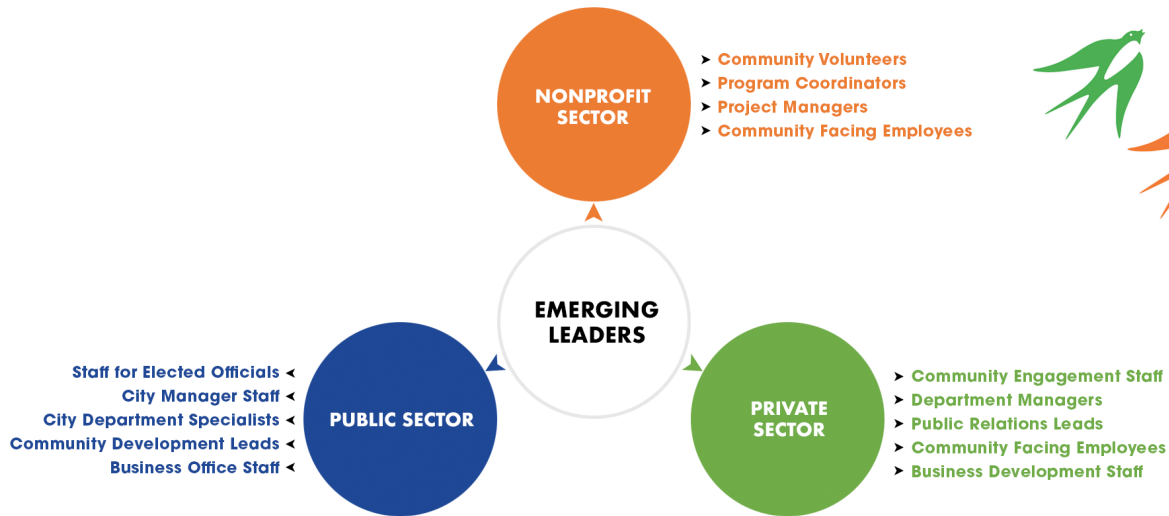 NONPROFIT
SECTOR
Community Volunteers
Program Coordinators
Project Managers
Community Facing Employees
EMERGING
LEADERS
PUBLIC SECTOR
Staff for Elected Officials
City Manager Staff
City Department Specialists
Community Development Leads
Business Office Staff
PRIVATE
SECTOR
Community Engagement Staff
Department Managers
Public Relations Leads
Community Facing Employees
Business Development Staff